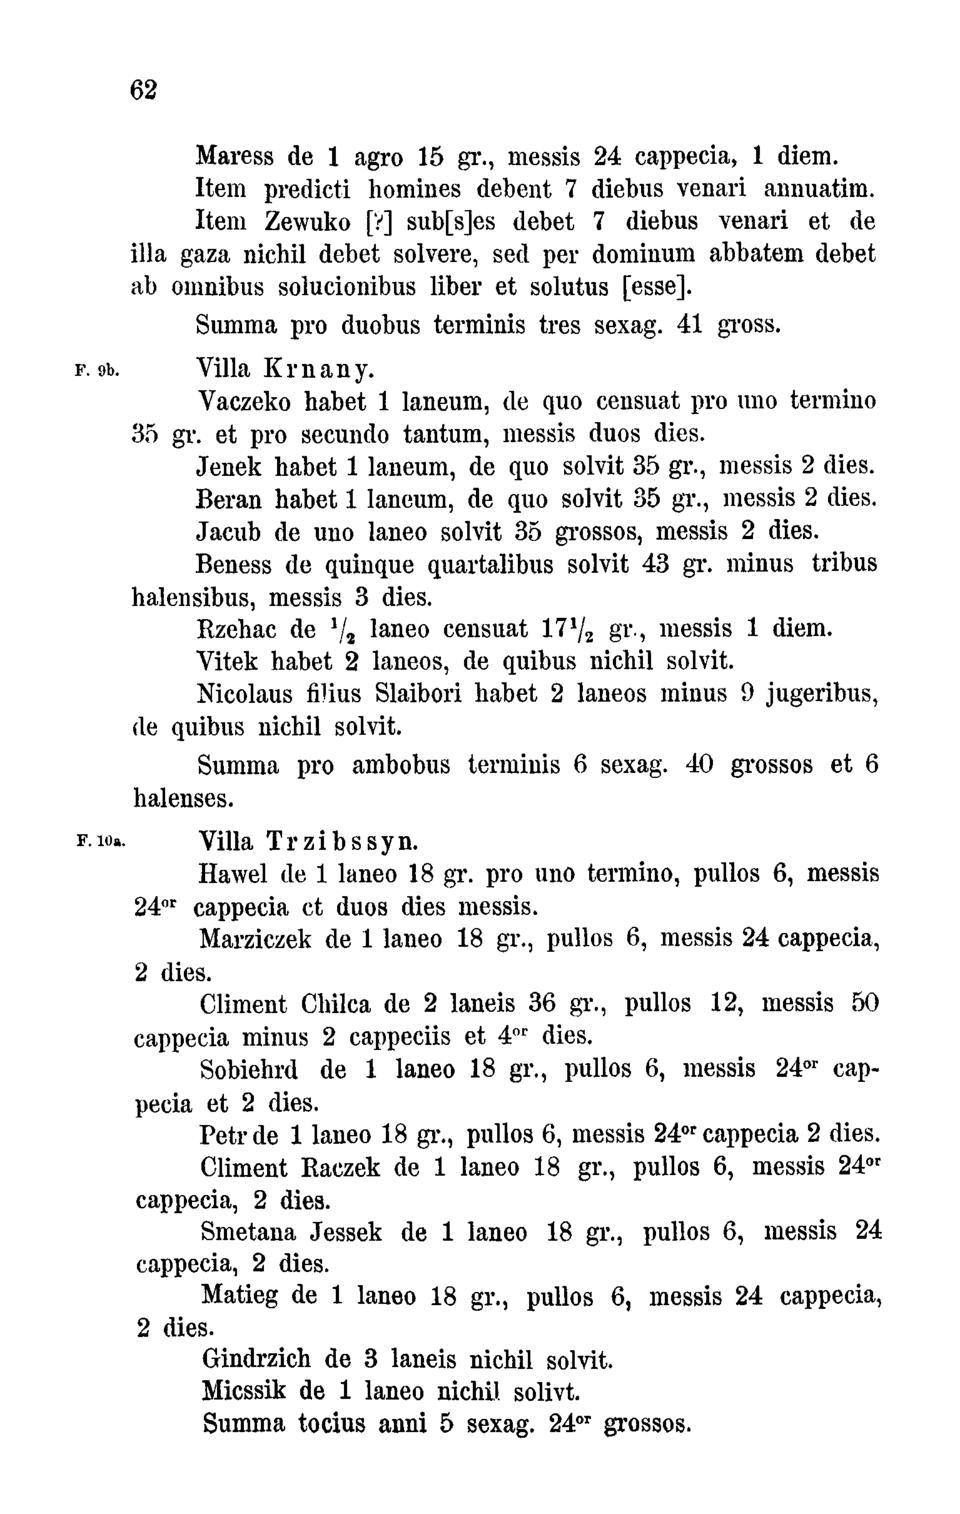 62
Maress de 1 agro 15 gr., messis 24 cappecia, 1 diem.
Item predicti homines debent 7 diebus venari annuatim.
Item Zewuko [?] sub[s]es debet 7 diebus venari et de
illa gaza nichil debet solvere, sed per dominum abbatem debet
ab omnibus solucionibus liber et solutus [esse].
Summa pro duobus terminis tres sexag. 41 gross.
F. 9b. Villa Krnany.
Vaczeko habet 1 laneum, de quo censuat pro uno termino
35 gr. et pro secundo tantum, messis duos dies.
Jenek habet 1 laneum, de quo solvit 35 gr., messis 2 dies.
Beran habet 1 laneum, de quo solvit 35 gr., messis 2 dies.
Jacub de uno laneo solvit 35 grossos, messis 2 dies.
Beness de quinque quartalibus solvit 43 gr. minus tribus
halensibus, messis 3 dies.
Rzehac de 1/2 laneo censuat 17 1/2 gr., messis 1 diem.
Vitek habet 2 laneos, de quibus nichil solvit.
Nicolaus filius Slaibori habet 2 laneos minus 9 jugeribus,
de quibus nichil solvit.
Summa pro ambobus terminis 6 sexag. 40 grossos et 6
halenses.
F. 10a. Villa Trzibssyn.
Hawel de 1 laneo 18 gr. pro uno termino, pullos 6, messis
24or cappecia et duos dies messis.
Marziczek de 1 laneo 18 gr., pullos 6, messis 24 cappecia,
2 dies.
Climent Chilca de 2 laneis 36 gr., pullos 12, messis 50
cappecia minus 2 cappeciis et 4or dies.
Sobiehrd de 1 laneo 18 gr., pullos 6, messis 24or cap-
pecia et 2 dies.
Petr de 1 laneo 18 gr., pullos 6, messis 24or cappecia 2 dies.
Climent Raczek de 1 laneo 18 gr., pullos 6, messis 24or
cappecia, 2 dies.
Smetana Jessek de 1 laneo 18 gr., pullos 6, messis 24
cappecia, 2 dies.
Matieg de 1 laneo 18 gr., pullos 6, messis 24 cappecia,
2 dies.
Gindrzich de 3 laneis nichil solvit.
Micssik de 1 laneo nichil solivt.
Summa tocius anni 5 sexag. 24or grossos.